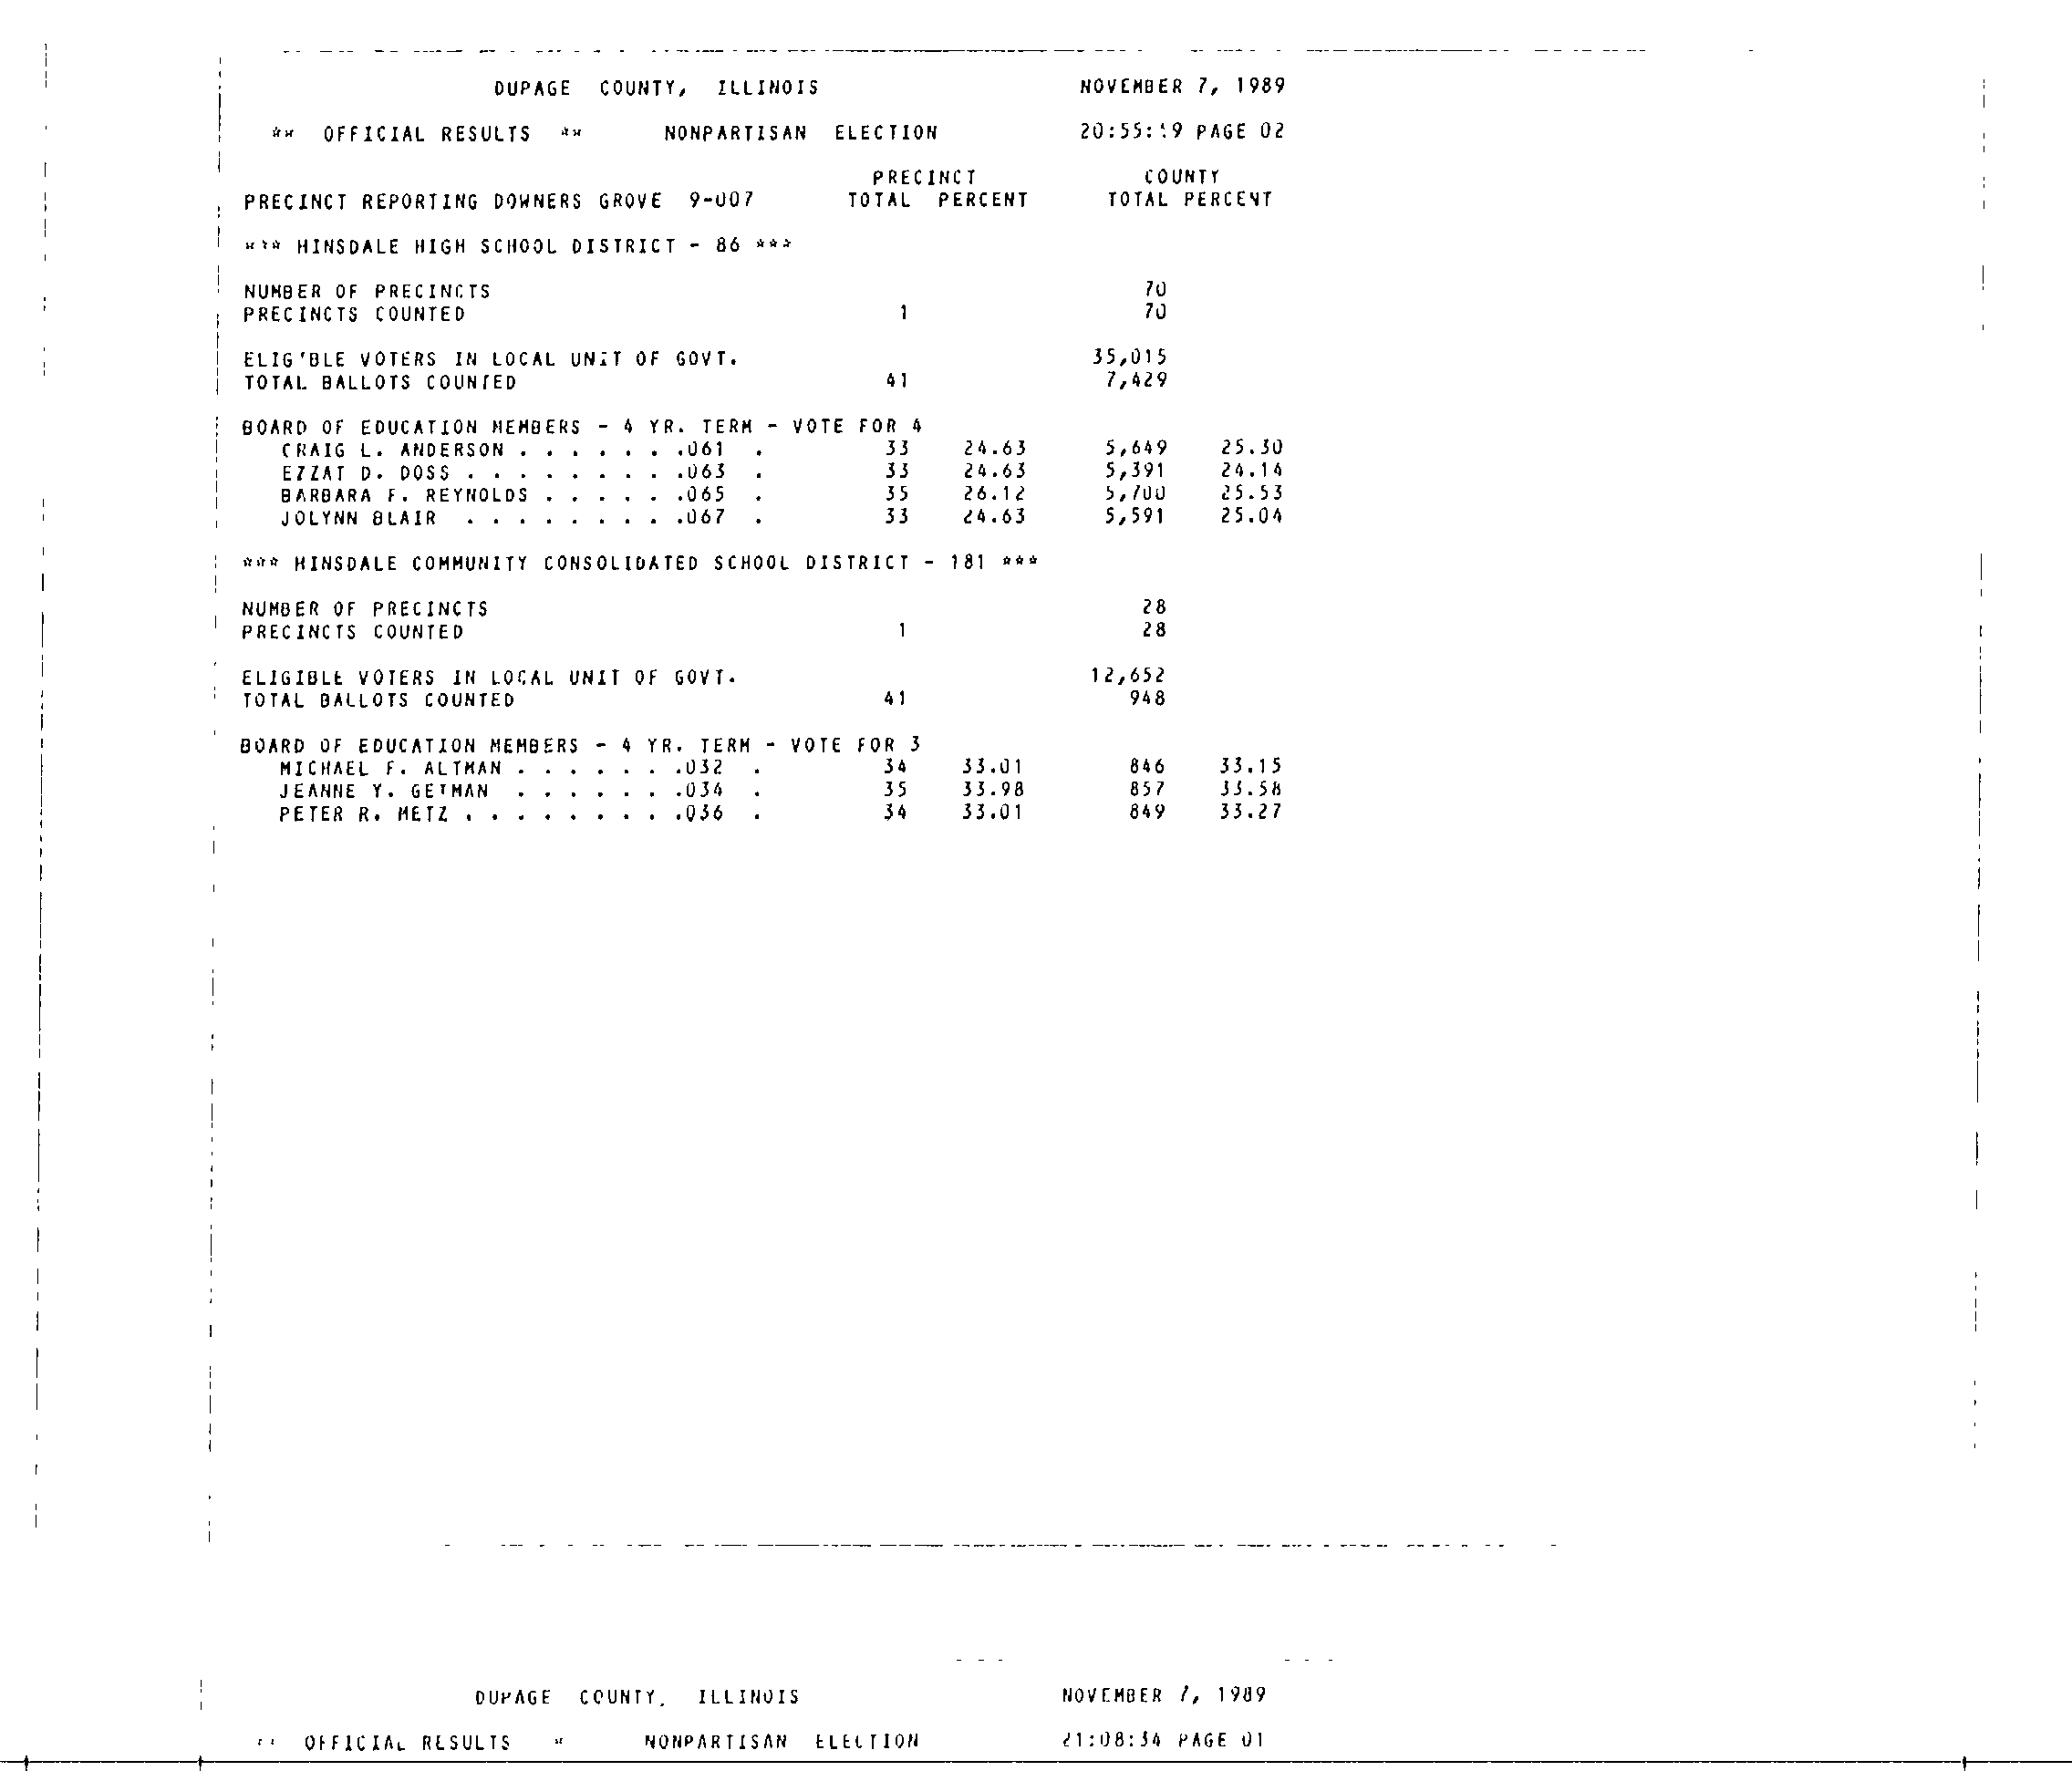 DUPAGE COUNTY, ILLINOIS NOVEMBER 7, 1989
** OFFICIAL RESULTS ** NONPARTISAN ELECTION 20:55: 9 PAGE 02
PRECINCT COUNTY
PRECINCT REPORTING DOWNERS GROVE 9-007 TOTAL PERCENT TOTAL PERCENT
*** HINSDALE HIGH SCHOOL DISTRICT - 86 ***
NUMBER OF PRECINCTS 70
PRECINCTS COUNTED 1 70
ELIGIBLE VOTERS IN LOCAL UNIT OF GOVT. 35,015
TOTAL BALLOTS COUNTED 41 7,429
BOARD OF EDUCATION MEMBERS - 4 YR. TERM - VOTE FOR 4
CRAIG L. ANDERSON . . . . . . .061 . 33 24.63 5,649 25.30
EZZAT D. DOSS . . . . . . . . .063 . 33 24.63 5,391 24.14
BARBARA F. REYNOLDS . . . . . .065 . 35 26.12 5,700 25.53
JOLYNN BLAIR . . . . . . . . .067 . 33 24.63 5,591 25.04
*** HINSDALE COMMUNITY CONSOLIDATED SCHOOL DISTRICT - 181 ***
NUMBER OF PRECINCTS 28
PRECINCTS COUNTED 1 28
ELIGIBLE VOTERS IN LOCAL UNIT OF GOVT. 12,652
TOTAL BALLOTS COUNTED 41 948
BOARD OF EDUCATION MEMBERS - 4 YR. TERM - VOTE FOR 3
MICHAEL F. ALTMAN . . . . . . .032 . 34 33.01 846 33.15
JEANNE Y. GETMAN . . . . . . .034 . 35 33.98 857 33.58
PETER R. METZ . . . . . . . . .036 . 34 33.01 849 33.27
DUPAGE COUNTY, ILLINOIS NOVEMBER 7, 1989
** OFFICIAL RESULTS * NONPARTISAN ELECTION 21:08:34 PAGE 01